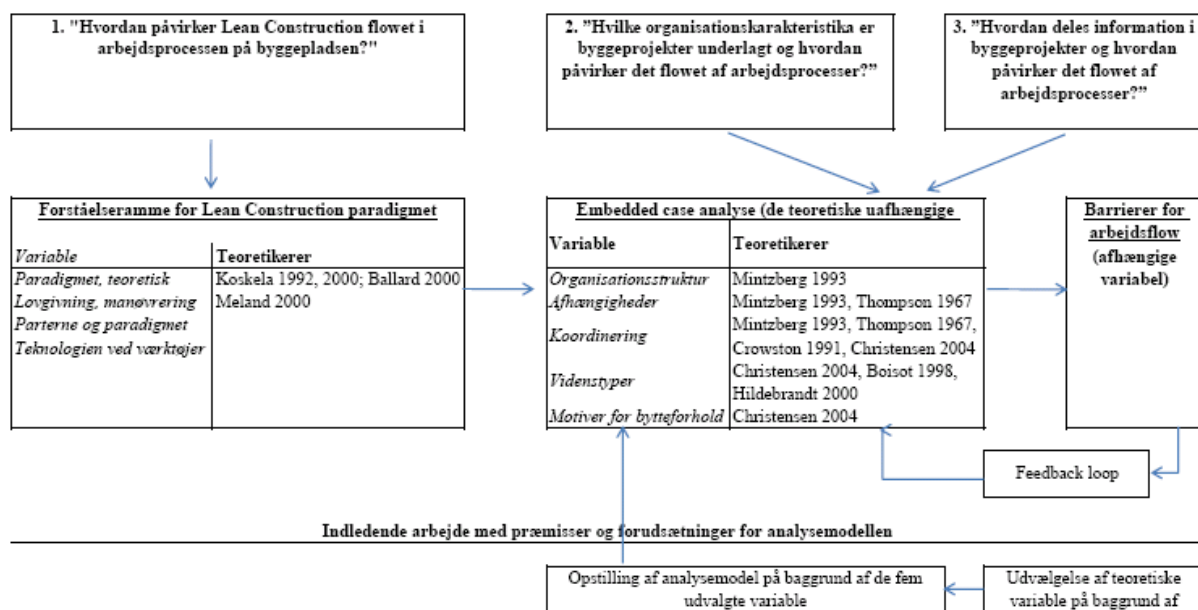 1. "Hvordan påvirker Lean Construction flowet i
arbejdsprocessen på byggepladsen?"
2. ”Hvilke organisationskarakteristika er
byggeprojekter underlagt og hvordan
påvirker det flowet af arbejdsprocesser?”
3. ”Hvordan deles information i
byggeprojekter og hvordan
påvirker det flowet af
arbejdsprocesser?”
Forståelseramme for Lean Construction paradigmet
Variable Teoretikerer
Paradigmet, teoretisk Koskela 1992, 2000; Ballard 2000
Lovgivning, manøvrering Meland 2000
Parterne og paradigmet
Teknologien ved værktøjer
Embedded case analyse (de teoretiske uafhængige
Variable Teoretikerer
Organisationsstruktur Mintzberg 1993
Afhængigheder Mintzberg 1993, Thompson 1967
Koordinering Mintzberg 1993, Thompson 1967,
Crowston 1991, Christensen 2004
Videnstyper Christensen 2004, Boisot 1998,
Hildebrandt 2000
Motiver for bytteforhold Christensen 2004
Barrierer for
arbejdsflow
(afhængige
variabel)
Feedback loop
Indledende arbejde med præmisser og forudsætninger for analysemodellen
Opstilling af analysemodel på baggrund af de fem
udvalgte variable
Udvælgelse af teoretiske
variable på baggrund af